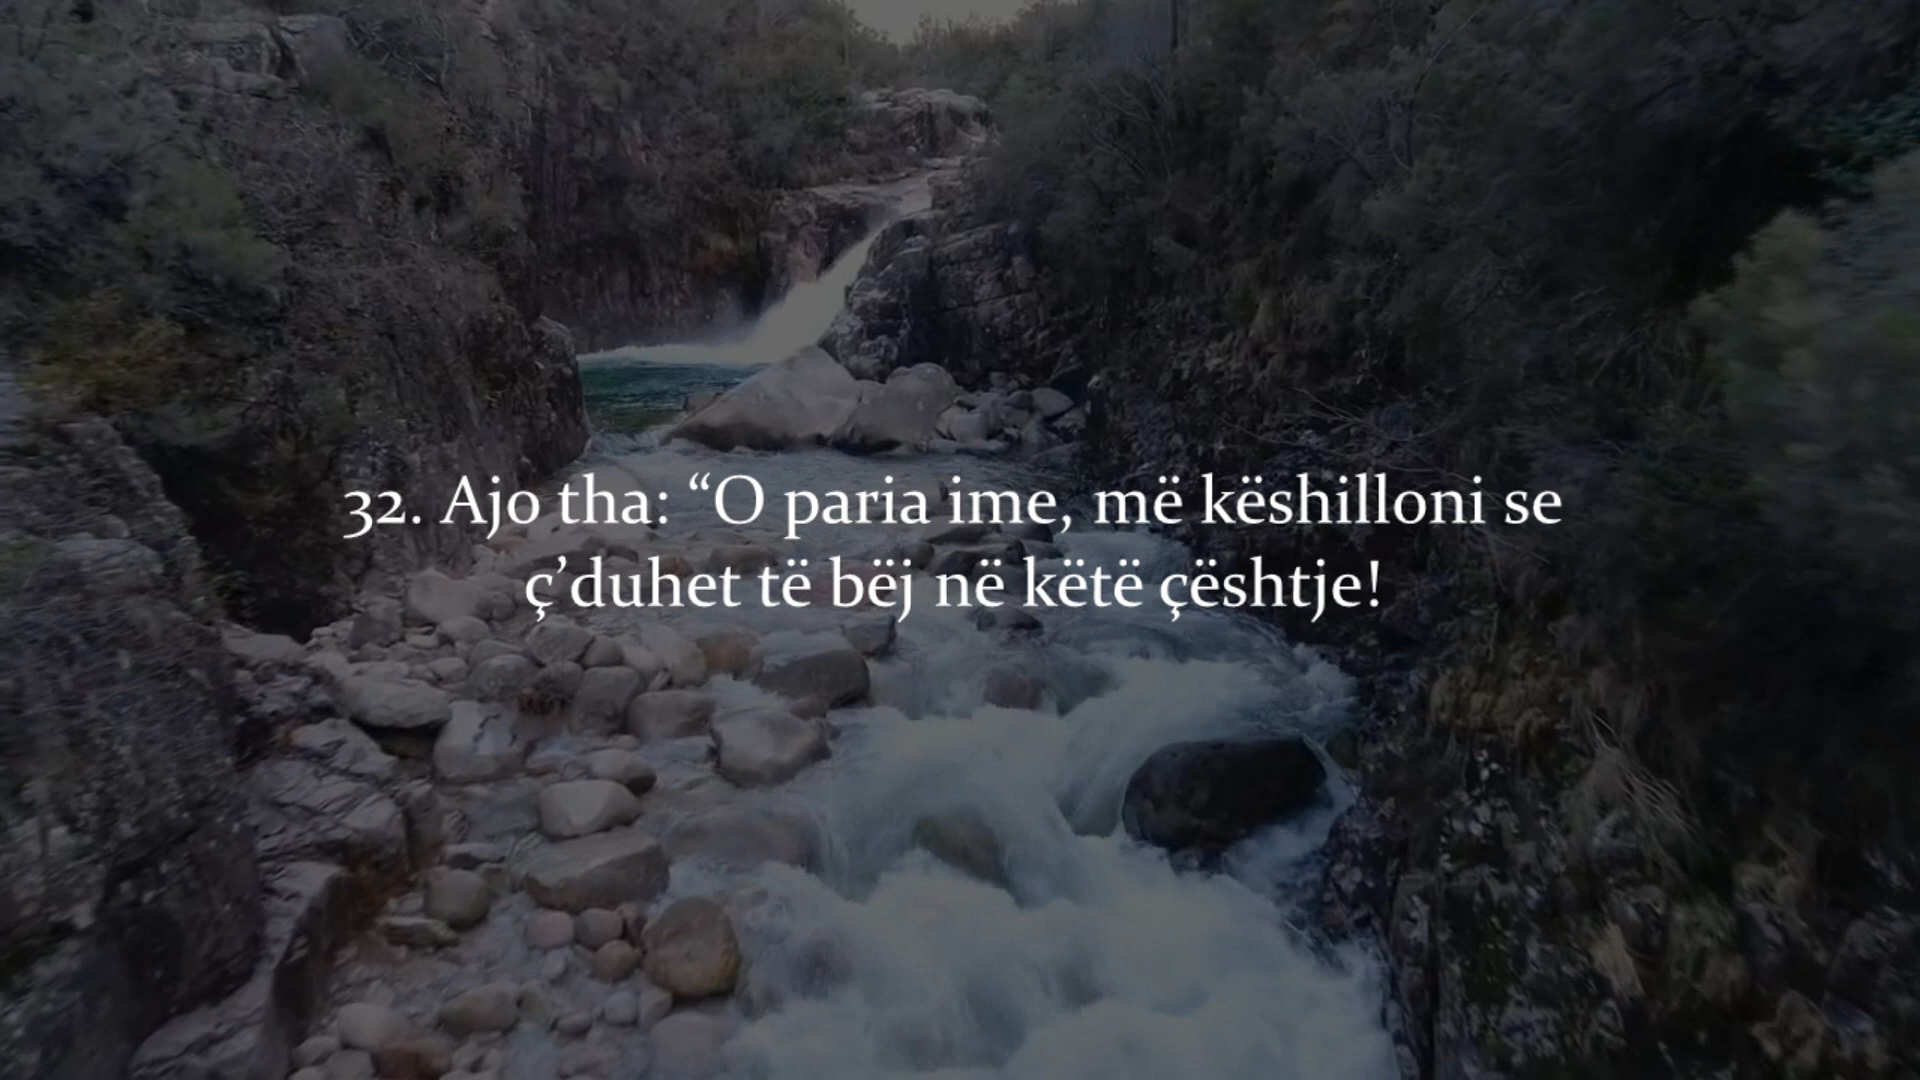 32. Ajo tha: “O paria ime, më këshilloni se
ç’duhet të bëj në këtë çështje!